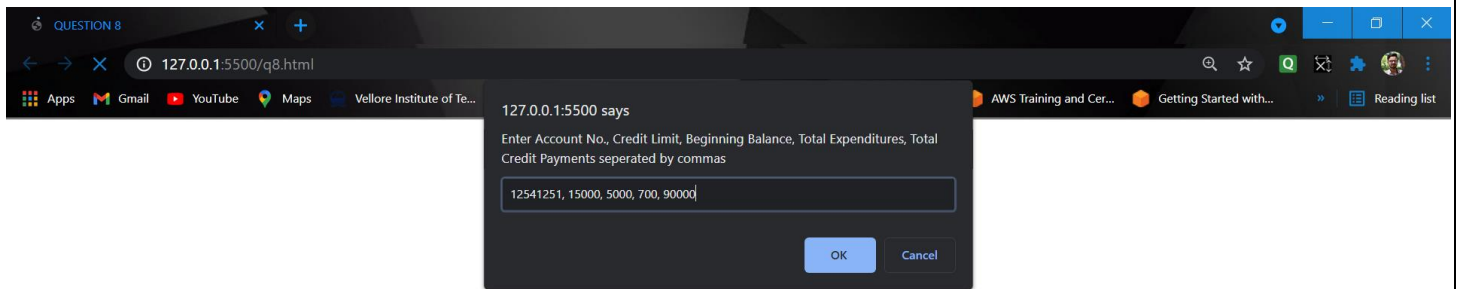 QUESTION 8
127.0.0.1:5500/q8.html
Q
Apps Gmail YouTube Maps Vellore Institute of Te... AWS Training and Cer... Getting Started with... » Reading list
127.0.0.1:5500 says
Enter Account No., Credit Limit, Beginning Balance, Total Expenditures, Total
Credit Payments seperated by commas
12541251, 15000, 5000, 700, 90000
OK Cancel